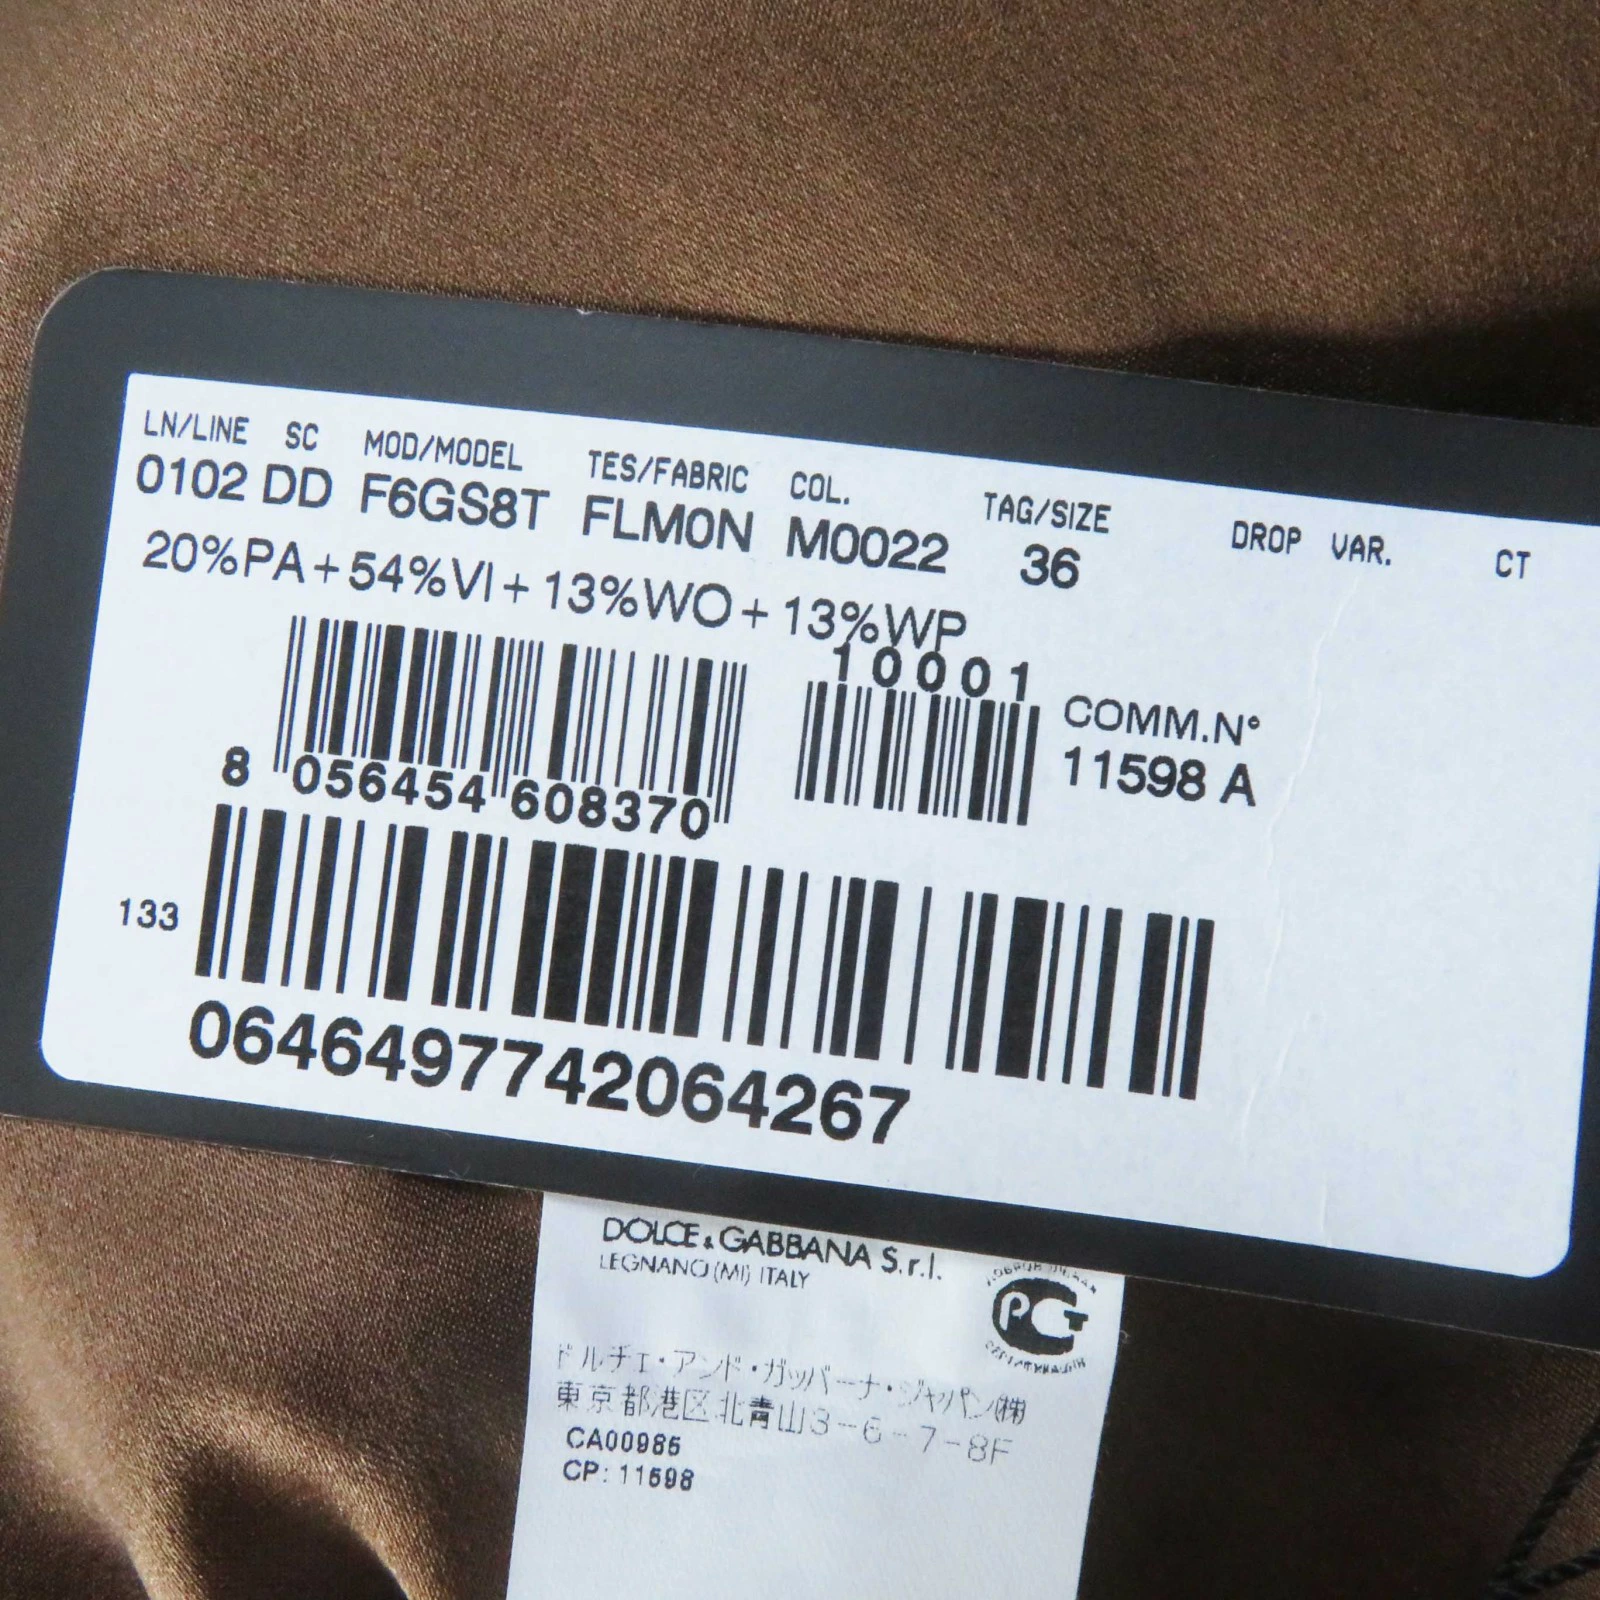 LN/LINE SC MOD/MODEL TES/FABRIC COL. TAG/SIZE DROP VAR. CT
0102 DD F6GS8T FLM0N M0022 36
20%PA+54%VI+13%WO+13%WP
10001
COMM.N°
11598 A
8 056454 608370
133
0646497742064267
DOLCE & GABBANA S.r.l.
LEGNANO (MI) ITALY
PCT
ドルチェ・アンド・ガッバーナ・ジャパン(株)
東京都港区北青山3-6-7-8F
CA00985
CP: 11598